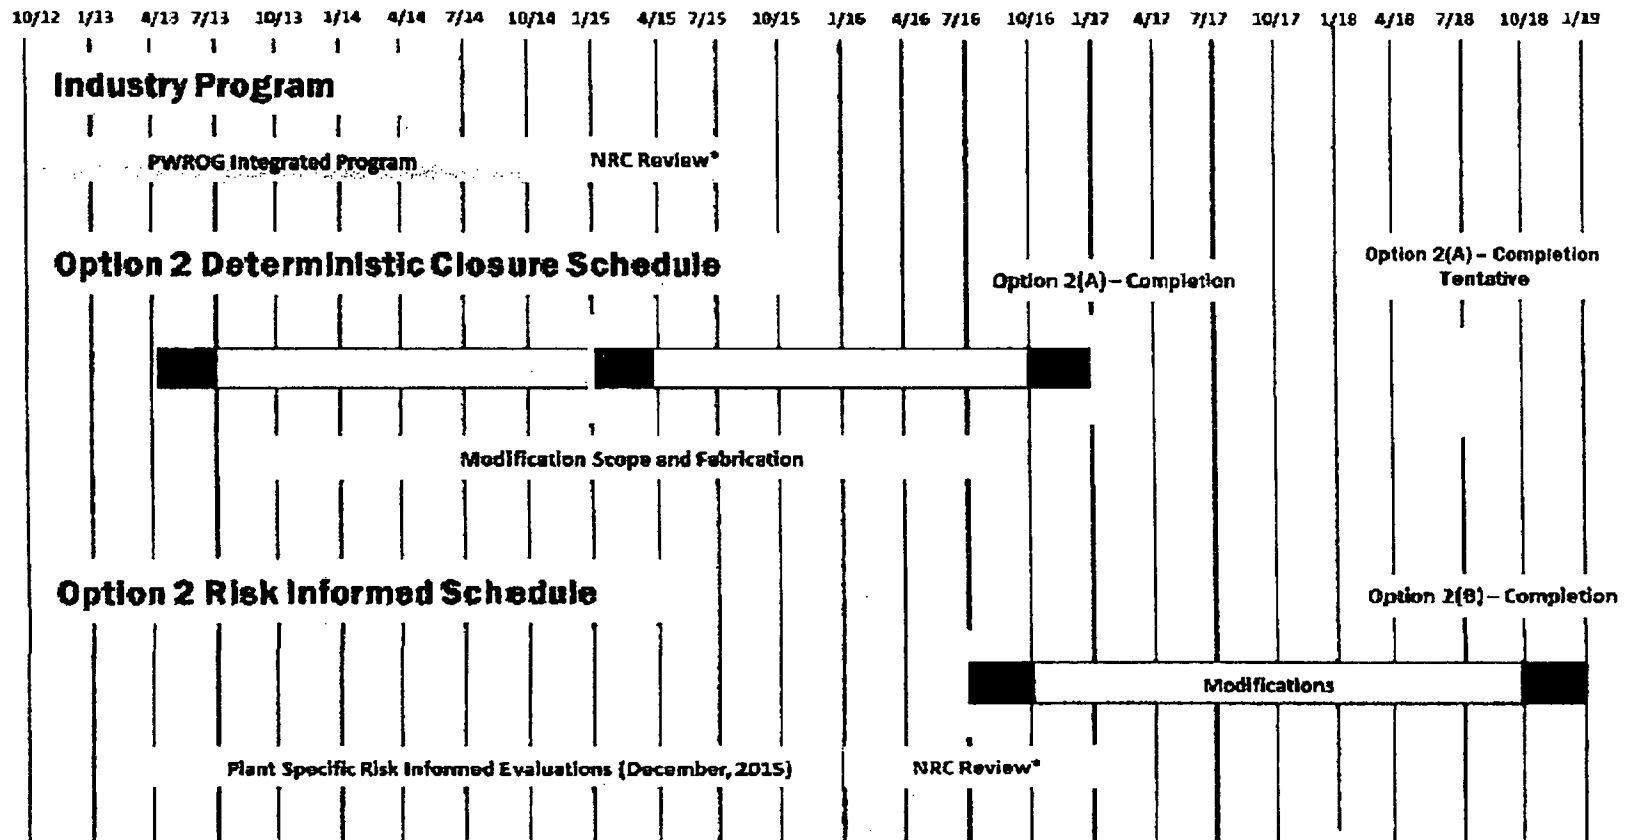 10/12 1/13 4/13 7/13 10/13 1/14 4/14 7/14 10/14 1/15 4/15 7/15 10/15 1/16 4/16 7/16 10/16 1/17 4/17 7/17 10/17 1/18 4/18 7/18 10/18 1/19
Industry Program
PWROG Integrated Program NRC Review*
Option 2 Deterministic Closure Schedule
Option 2(A) – Completion
Option 2(A) – Completion
Tentative
Modification Scope and Fabrication
Option 2 Risk Informed Schedule
Option 2(B) – Completion
Modifications
Plant Specific Risk Informed Evaluations (December, 2015) NRC Review*